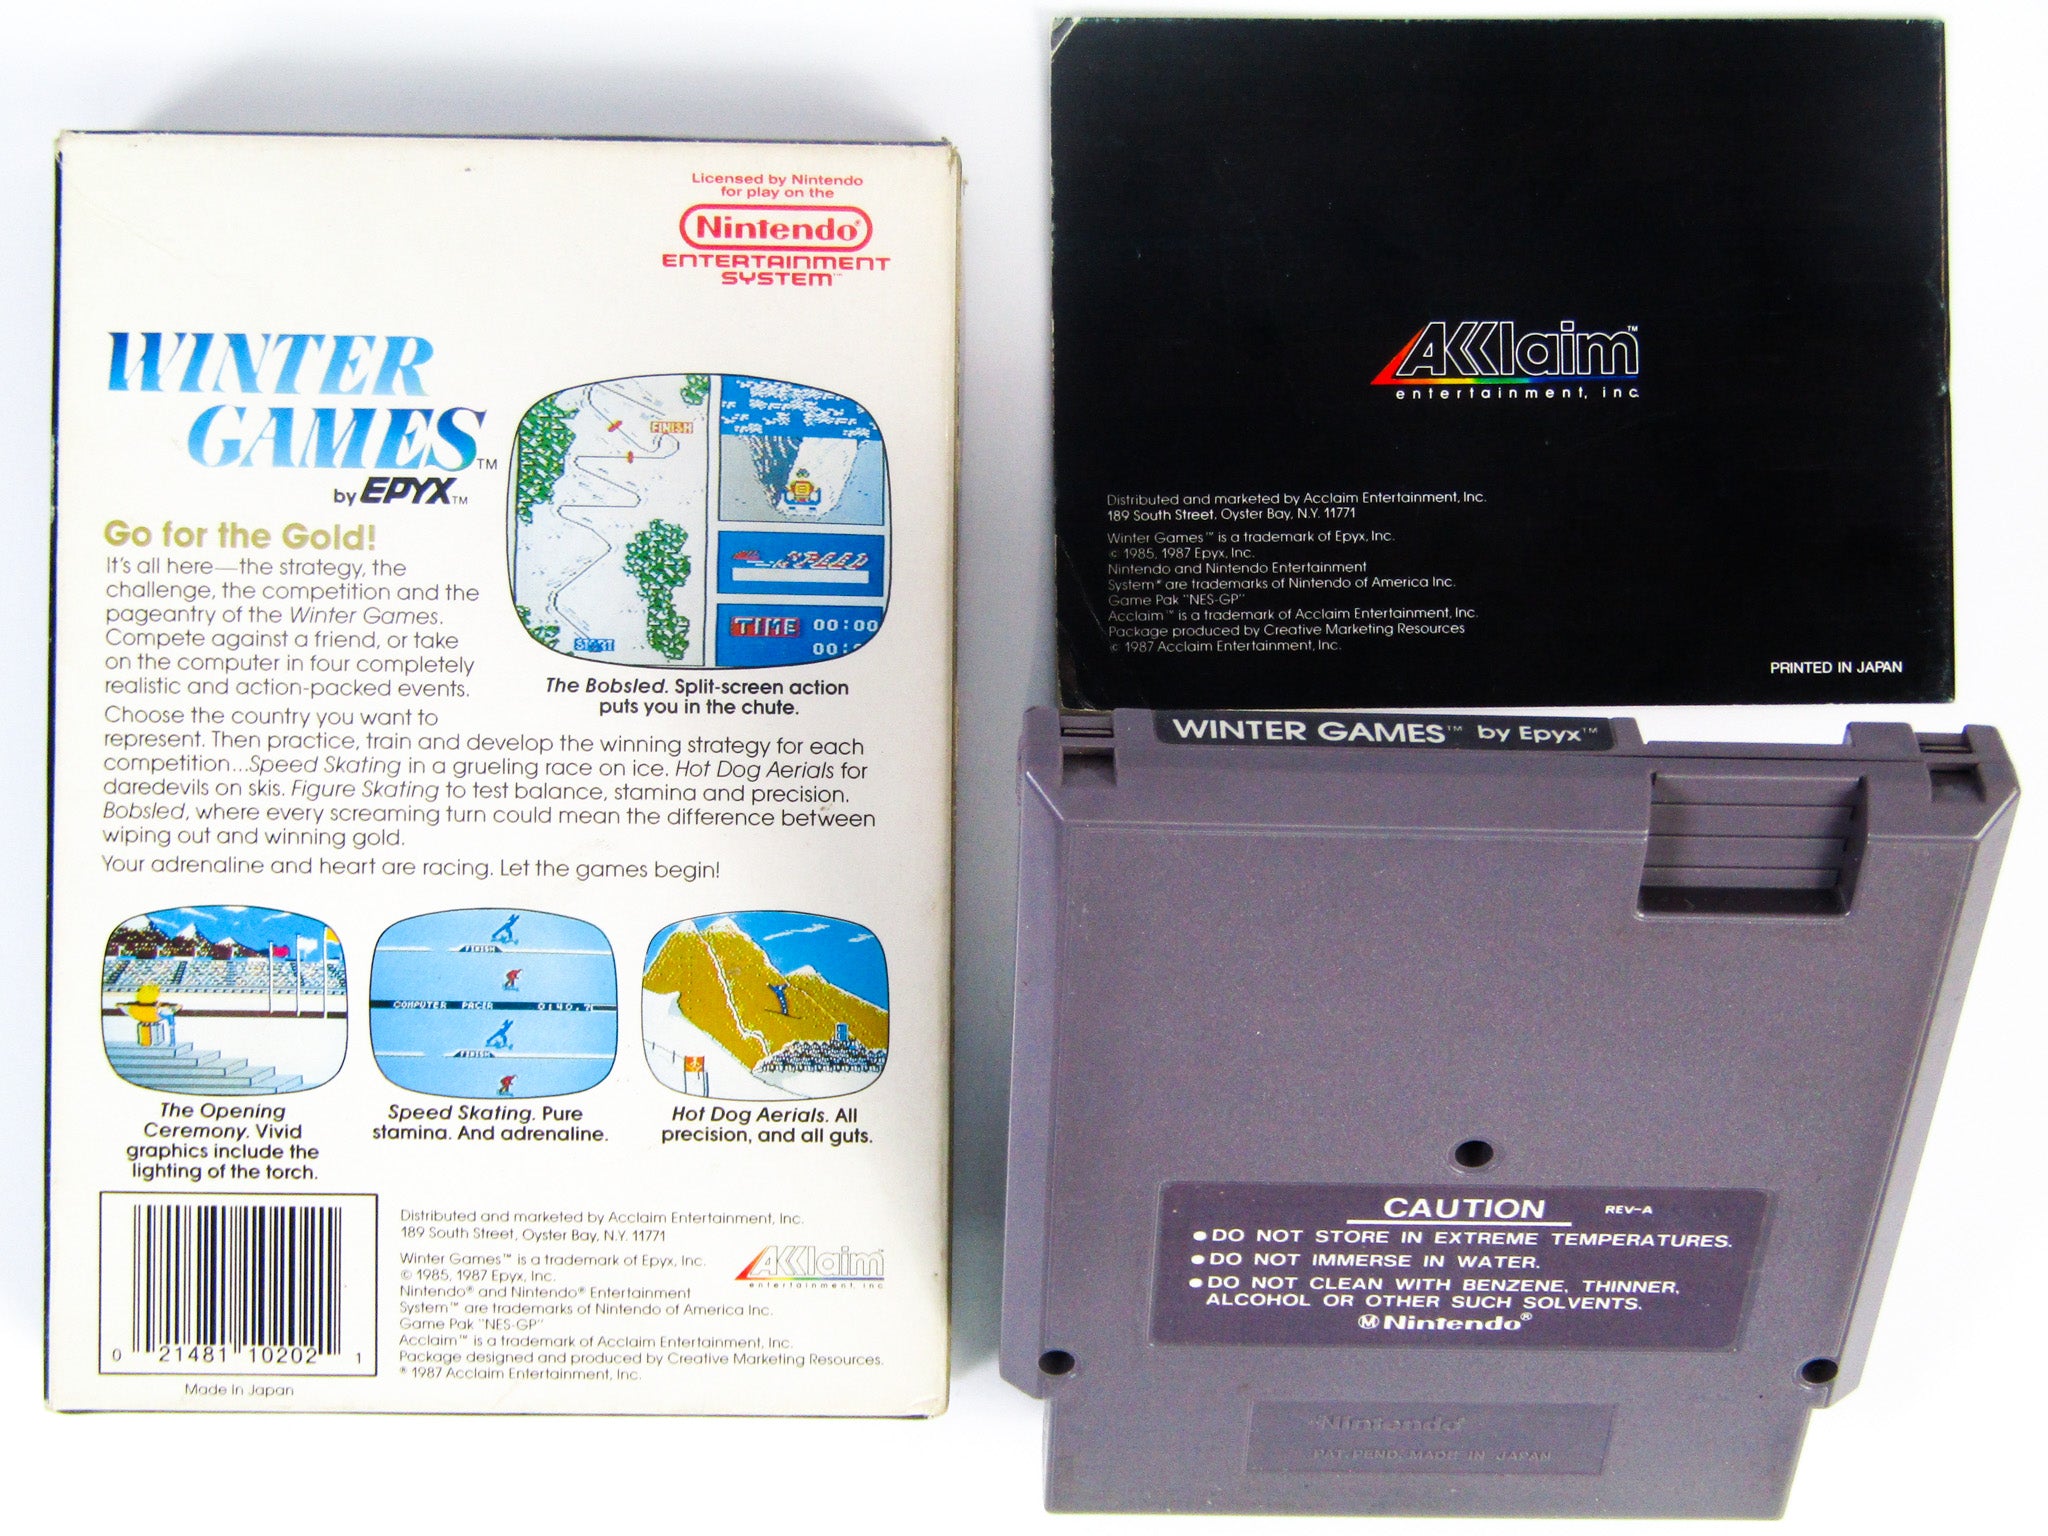 Licensed by Nintendo
for play on the
Nintendo®
ENTERTAINMENT
SYSTEM™
WINTER
GAMES™
by EPYX™
Go for the Gold!
It's all here—the strategy, the
challenge, the competition and the
pageantry of the Winter Games.
Compete against a friend, or take
on the computer in four completely
realistic and action-packed events.
Choose the country you want to
represent. Then practice, train and develop the winning strategy for each
competition...Speed Skating in a grueling race on ice. Hot Dog Aerials for
daredevils on skis. Figure Skating to test balance, stamina and precision.
Bobsled, where every screaming turn could mean the difference between
wiping out and winning gold.
Your adrenaline and heart are racing. Let the games begin!
FINISH
SPEED
TIME 00:00
START
The Bobsled. Split-screen action
puts you in the chute.
The Opening
Ceremony. Vivid
graphics include the
lighting of the torch.
FINISH
COMPUTER PACER
FINISH
Speed Skating. Pure
stamina. And adrenaline.
Hot Dog Aerials. All
precision, and all guts.
0 21481 10202 1
Made In Japan
Distributed and marketed by Acclaim Entertainment, Inc.
189 South Street, Oyster Bay, N.Y. 11771
Winter Games™ is a trademark of Epyx, Inc.
© 1985, 1987 Epyx, Inc.
Nintendo® and Nintendo® Entertainment
System™ are trademarks of Nintendo of America Inc.
Game Pak "NES-GP"
Acclaim™ is a trademark of Acclaim Entertainment, Inc.
Package designed and produced by Creative Marketing Resources.
® 1987 Acclaim Entertainment, Inc.
AKKlaim™
entertainment, inc.
AKKlaim™
entertainment, inc.
Distributed and marketed by Acclaim Entertainment, Inc.
189 South Street, Oyster Bay, N.Y. 11771
Winter Games™ is a trademark of Epyx, Inc.
© 1985, 1987 Epyx, Inc.
Nintendo and Nintendo Entertainment
System® are trademarks of Nintendo of America Inc.
Game Pak "NES-GP"
Acclaim™ is a trademark of Acclaim Entertainment, Inc.
Package produced by Creative Marketing Resources
© 1987 Acclaim Entertainment, Inc.
PRINTED IN JAPAN
WINTER GAMES™ by Epyx™
CAUTION REV-A
● DO NOT STORE IN EXTREME TEMPERATURES.
● DO NOT IMMERSE IN WATER.
● DO NOT CLEAN WITH BENZENE, THINNER,
ALCOHOL OR OTHER SUCH SOLVENTS.
Ⓜ Nintendo®
Nintendo®
PAT. PEND. MADE IN JAPAN